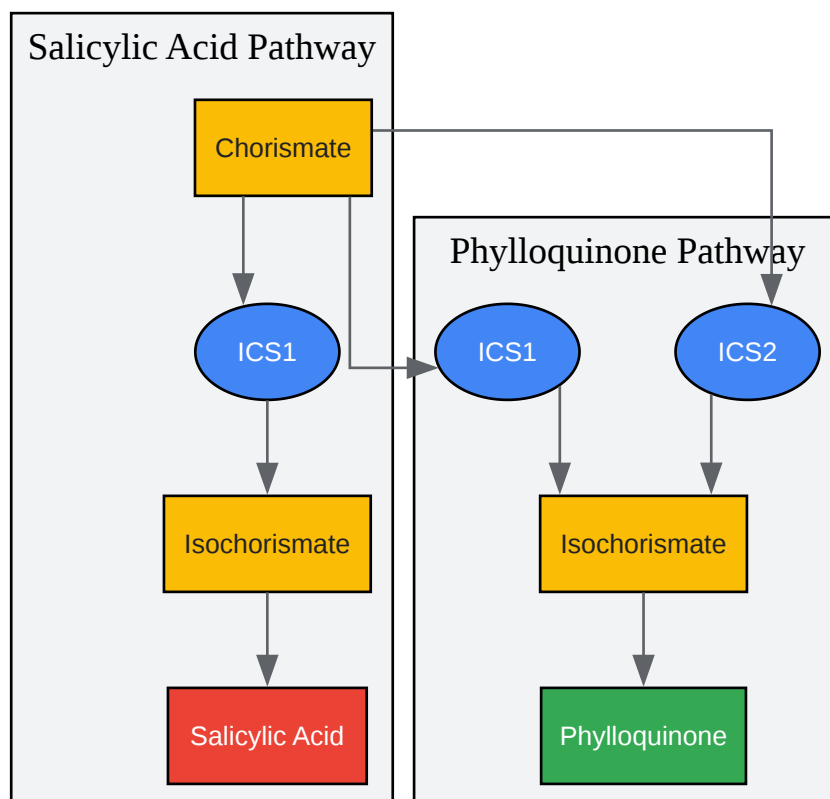 Salicylic Acid Pathway
Chorismate
Phylloquinone Pathway
ICS1
ICS1
ICS2
Isochorismate
Isochorismate
Salicylic Acid
Phylloquinone